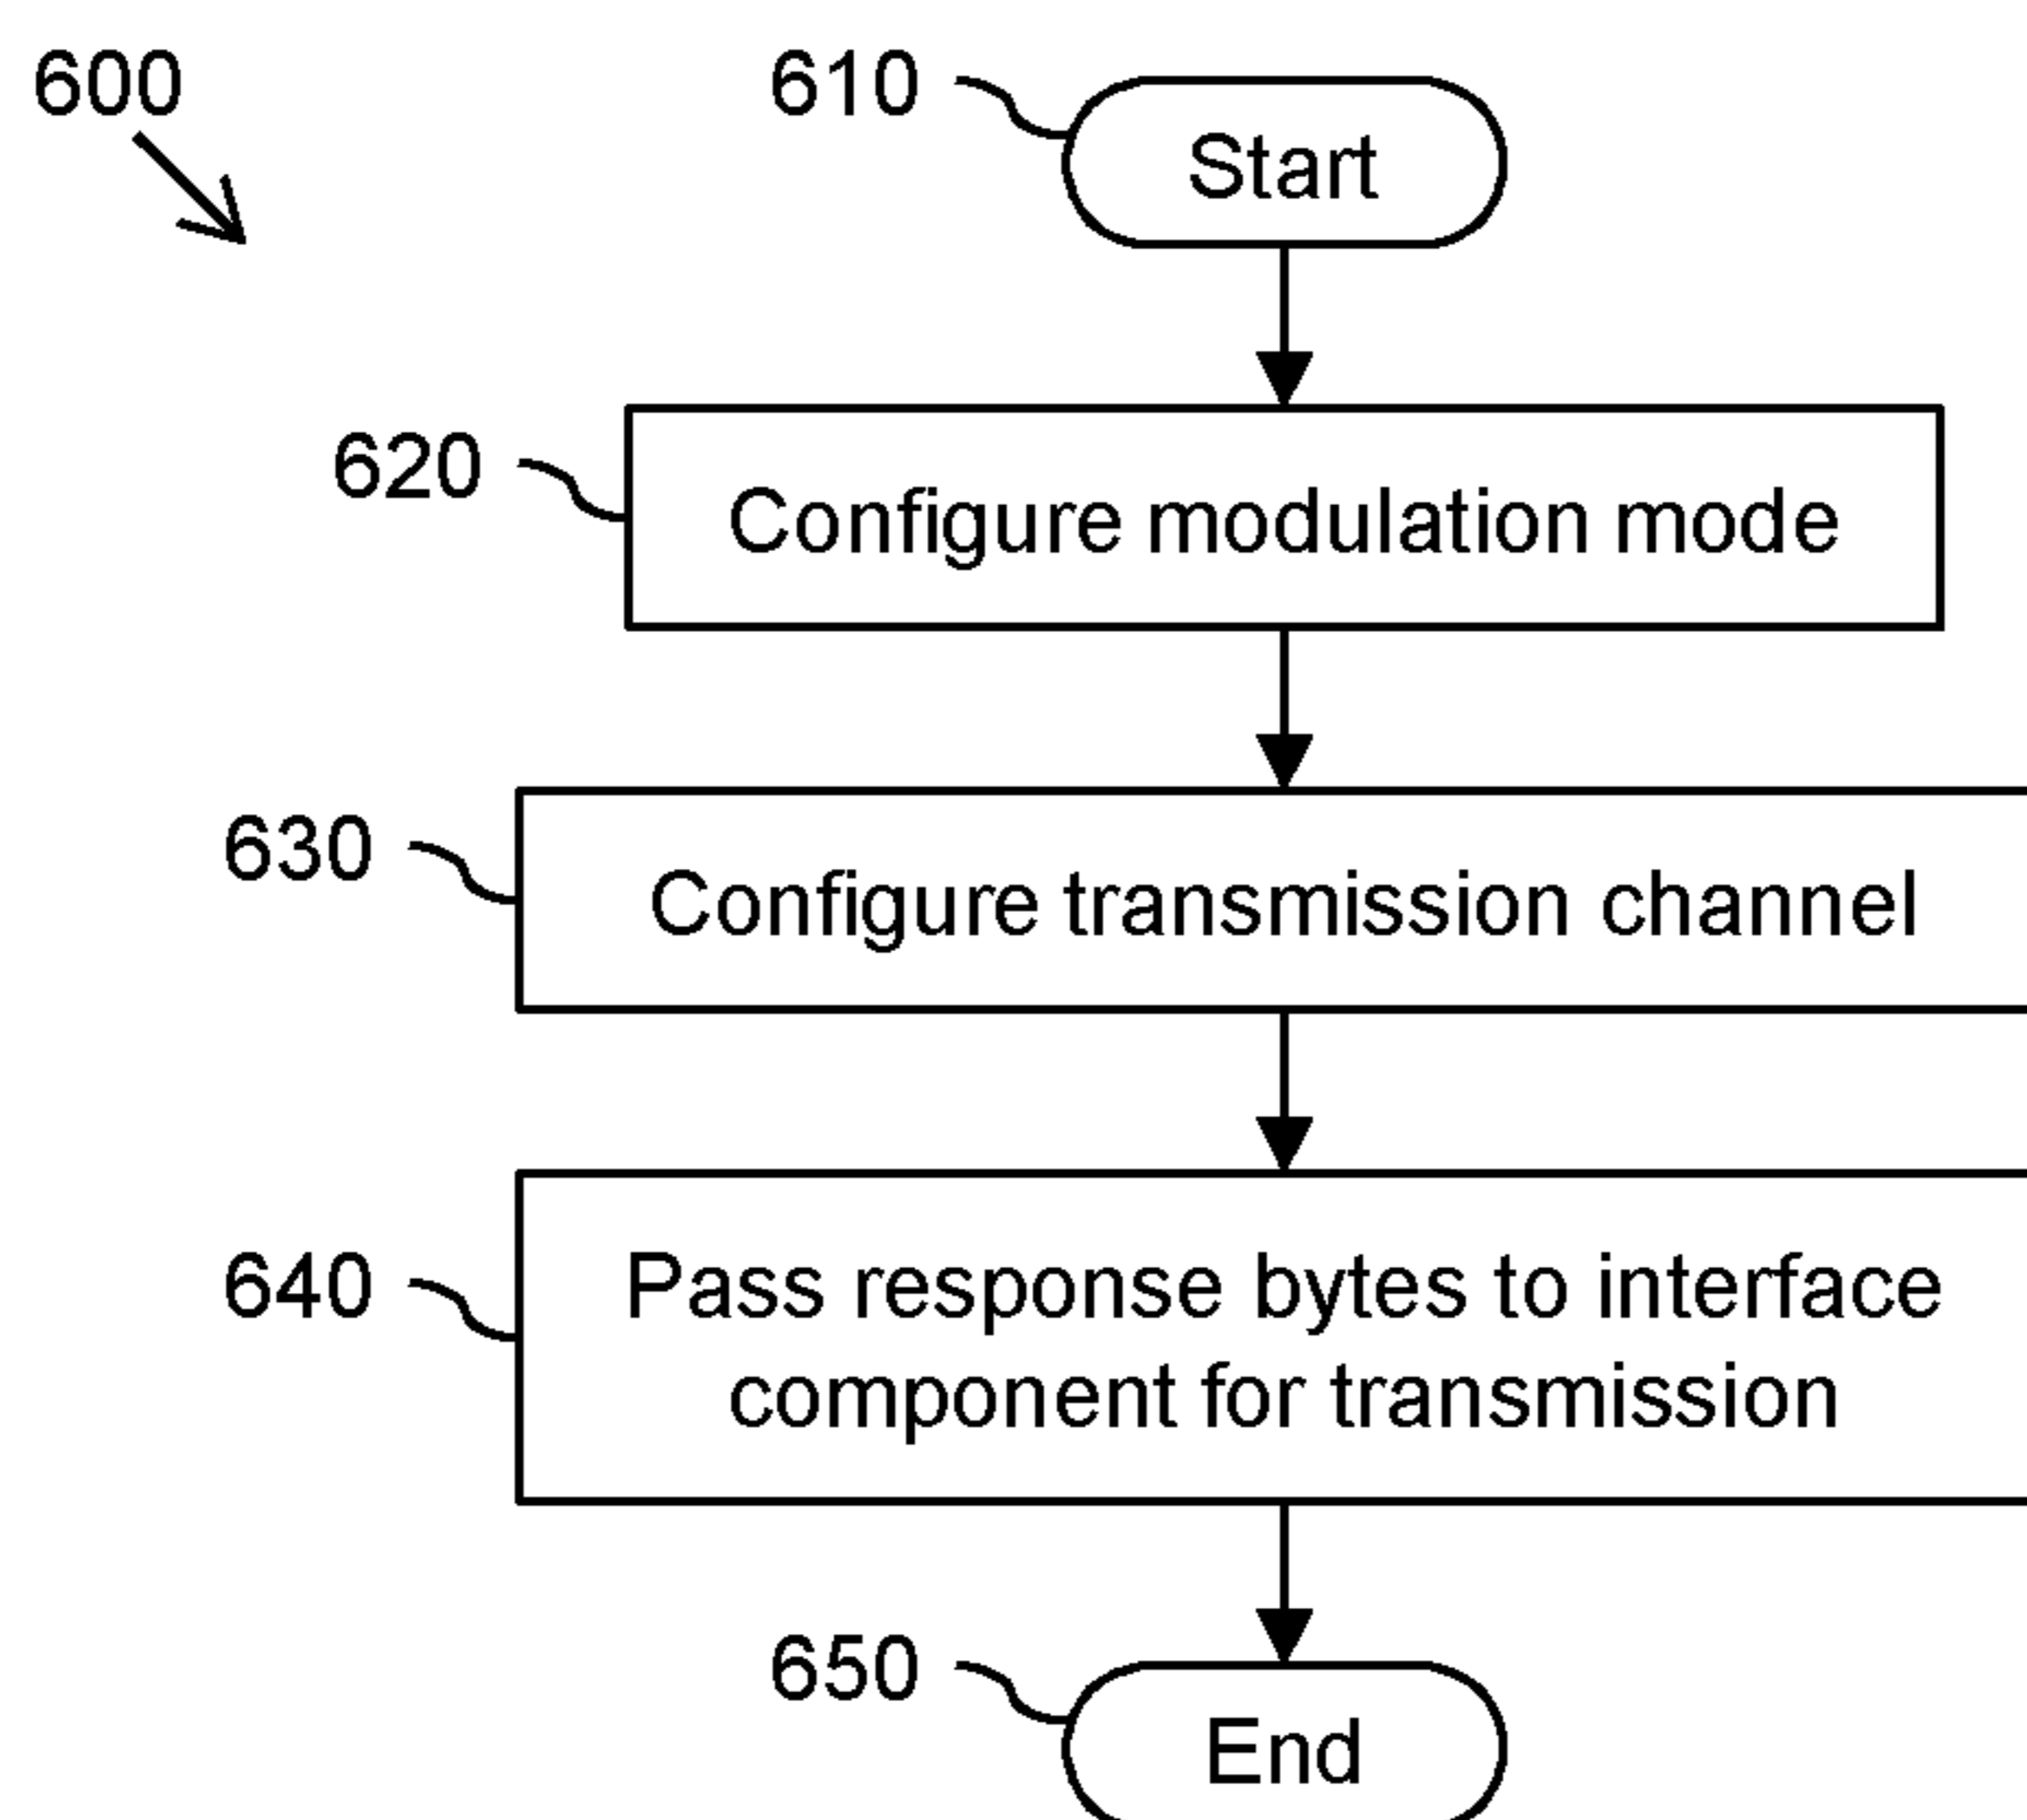 600
610
Start
620
Configure modulation mode
630
Configure transmission channel
640
Pass response bytes to interface
component for transmission
650
End